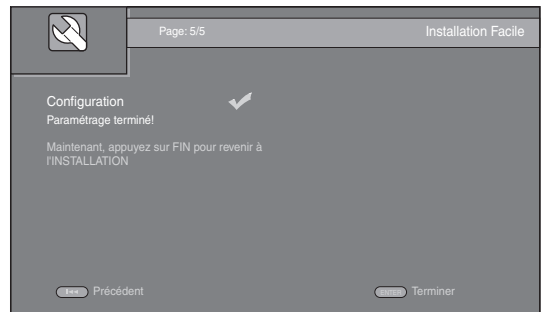 Page: 5/5
Installation Facile
Configuration
Paramétrage terminé!
Maintenant, appuyez sur FIN pour revenir à
l'INSTALLATION
Précédent
ENTER Terminer